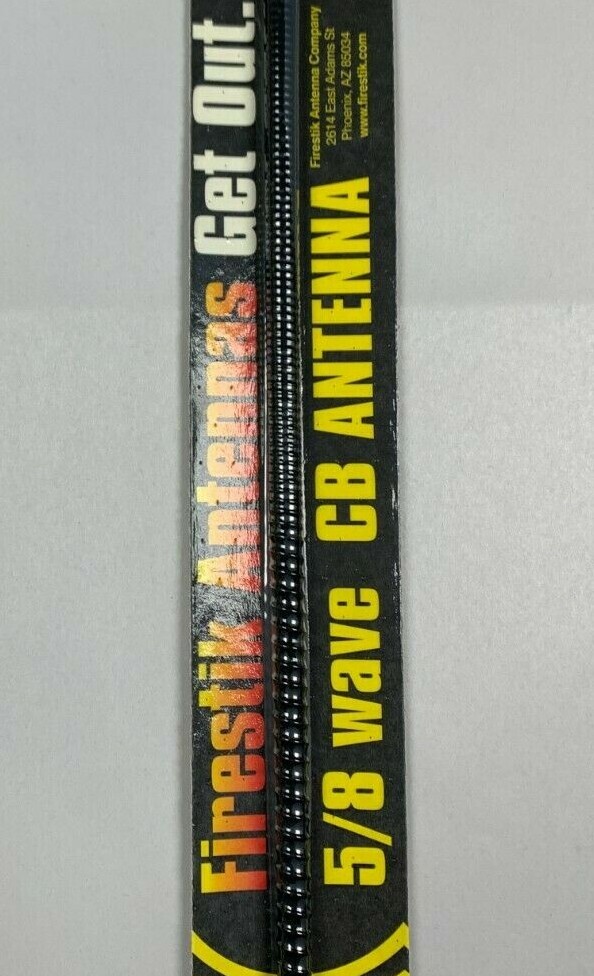 Firestik Antennas Get Out.
5/8 wave CB ANTENNA
Firestik Antenna Company
2614 East Adams St
Phoenix, AZ 85034
www.firestik.com